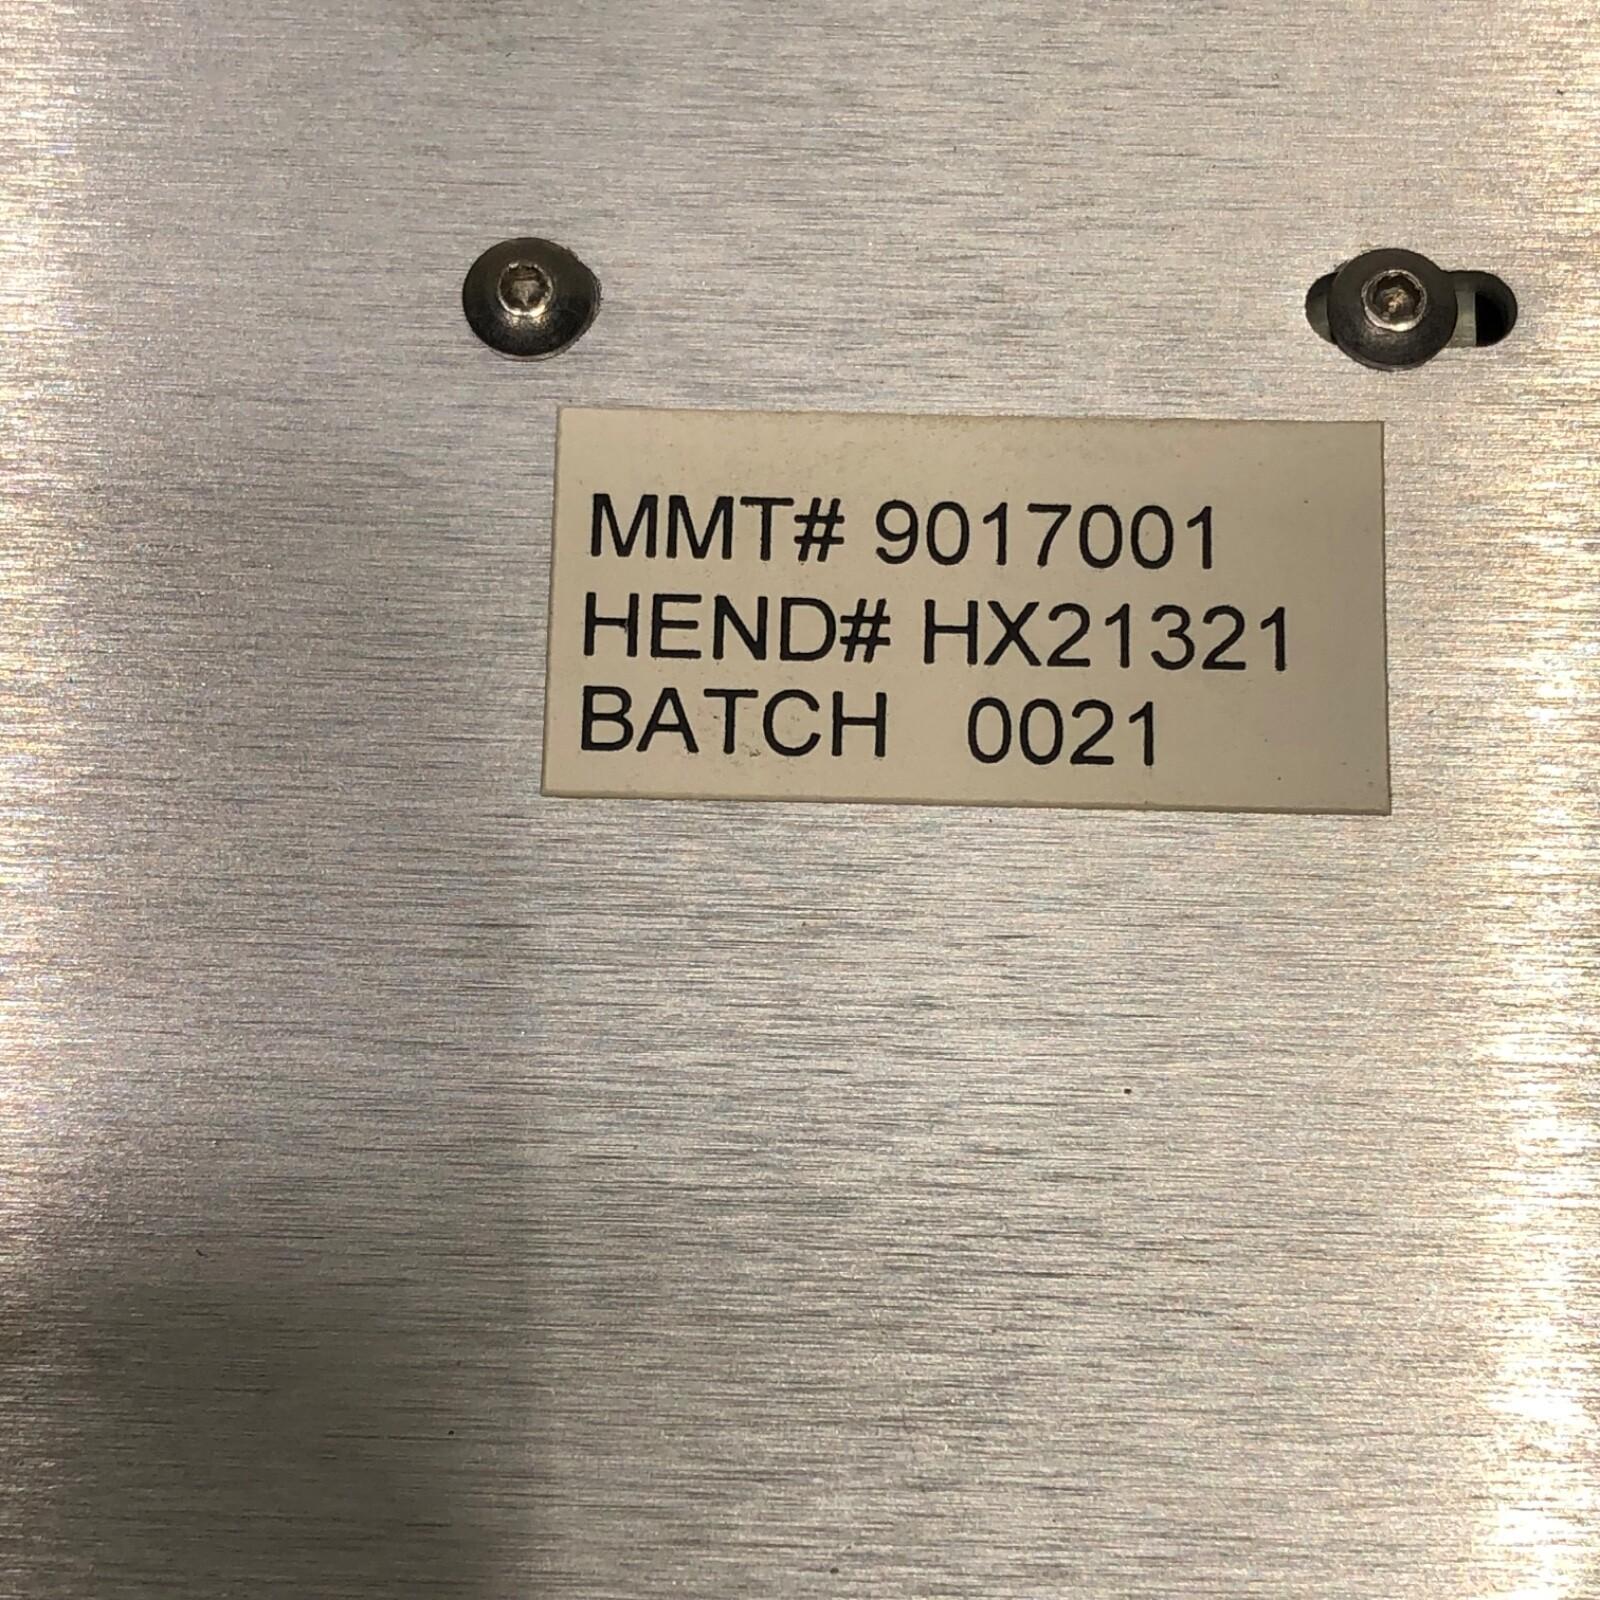 MMT# 9017001
HEND# HX21321
BATCH 0021